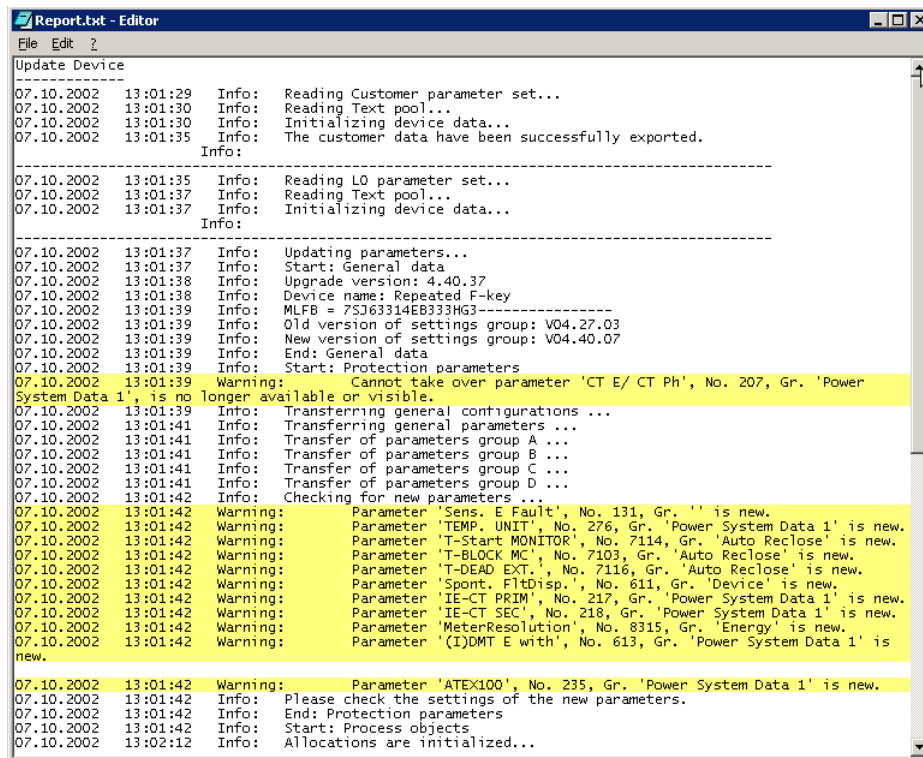 Report.txt - Editor
File Edit ?
Update Device
-------------
07.10.2002 13:01:29 Info: Reading Customer parameter set...
07.10.2002 13:01:30 Info: Reading Text pool...
07.10.2002 13:01:30 Info: Initializing device data...
07.10.2002 13:01:35 Info: The customer data have been successfully exported.
Info:
--------------------------------------------------------------------------------
07.10.2002 13:01:35 Info: Reading LO parameter set...
07.10.2002 13:01:37 Info: Reading Text pool...
07.10.2002 13:01:37 Info: Initializing device data...
Info:
--------------------------------------------------------------------------------
07.10.2002 13:01:37 Info: Updating parameters...
07.10.2002 13:01:37 Info: Start: General data
07.10.2002 13:01:38 Info: Upgrade version: 4.40.37
07.10.2002 13:01:38 Info: Device name: Repeated F-key
07.10.2002 13:01:39 Info: MLFB = 7SJ63314EB333HG3----------------
07.10.2002 13:01:39 Info: Old version of settings group: V04.27.03
07.10.2002 13:01:39 Info: New version of settings group: V04.40.07
07.10.2002 13:01:39 Info: End: General data
07.10.2002 13:01:39 Info: Start: Protection parameters
07.10.2002 13:01:39 Warning: Cannot take over parameter 'CT E/ CT Ph', No. 207, Gr. 'Power
System Data 1', is no longer available or visible.
07.10.2002 13:01:39 Info: Transferring general configurations ...
07.10.2002 13:01:41 Info: Transferring general parameters ...
07.10.2002 13:01:41 Info: Transfer of parameters group A ...
07.10.2002 13:01:41 Info: Transfer of parameters group B ...
07.10.2002 13:01:41 Info: Transfer of parameters group C ...
07.10.2002 13:01:41 Info: Transfer of parameters group D ...
07.10.2002 13:01:42 Info: Checking for new parameters ...
07.10.2002 13:01:42 Warning: Parameter 'Sens. E Fault', No. 131, Gr. '' is new.
07.10.2002 13:01:42 Warning: Parameter 'TEMP. UNIT', No. 276, Gr. 'Power System Data 1' is new.
07.10.2002 13:01:42 Warning: Parameter 'T-Start MONITOR', No. 7114, Gr. 'Auto Reclose' is new.
07.10.2002 13:01:42 Warning: Parameter 'T-BLOCK MC', No. 7103, Gr. 'Auto Reclose' is new.
07.10.2002 13:01:42 Warning: Parameter 'T-DEAD EXT.', No. 7116, Gr. 'Auto Reclose' is new.
07.10.2002 13:01:42 Warning: Parameter 'Spont. FltDisp.', No. 611, Gr. 'Device' is new.
07.10.2002 13:01:42 Warning: Parameter 'IE-CT PRIM', No. 217, Gr. 'Power System Data 1' is new.
07.10.2002 13:01:42 Warning: Parameter 'IE-CT SEC', No. 218, Gr. 'Power System Data 1' is new.
07.10.2002 13:01:42 Warning: Parameter 'MeterResolution', No. 8315, Gr. 'Energy' is new.
07.10.2002 13:01:42 Warning: Parameter '(I)DMT E with', No. 613, Gr. 'Power System Data 1' is
new.
07.10.2002 13:01:42 Warning: Parameter 'ATEX100', No. 235, Gr. 'Power System Data 1' is new.
07.10.2002 13:01:42 Info: Please check the settings of the new parameters.
07.10.2002 13:01:42 Info: End: Protection parameters
07.10.2002 13:01:42 Info: Start: Process objects
07.10.2002 13:02:12 Info: Allocations are initialized...